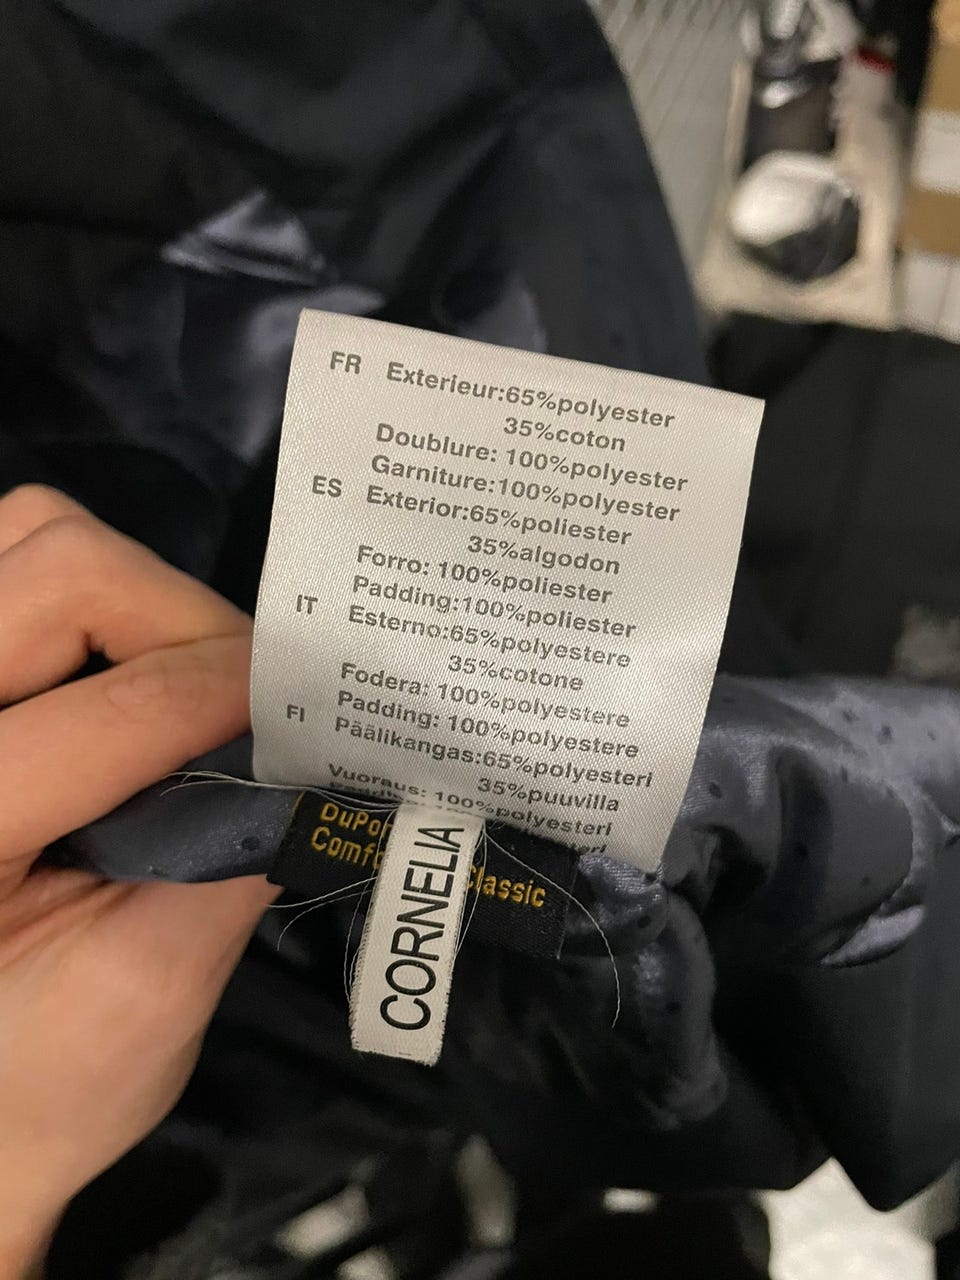 FR Exterieur:65%polyester
35%coton
Doublure: 100%polyester
Garniture:100%polyester
ES Exterior:65%poliester
35%algodon
Forro: 100%poliester
Padding:100%poliester
IT Esterno:65%polyestere
35%cotone
Fodera: 100%polyestere
Padding: 100%polyestere
FI Päälikangas:65%polyesteri
35%puuvilla
Vuoraus: 100%polyesteri
Classic
CORNELIA